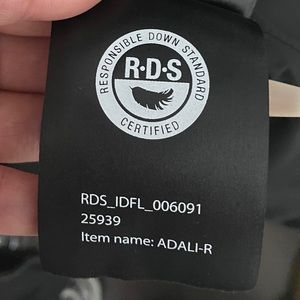 RESPONSIBLE DOWN STANDARD
R·D·S
CERTIFIED
RDS_IDFL_006091
25939
Item name: ADALI-R